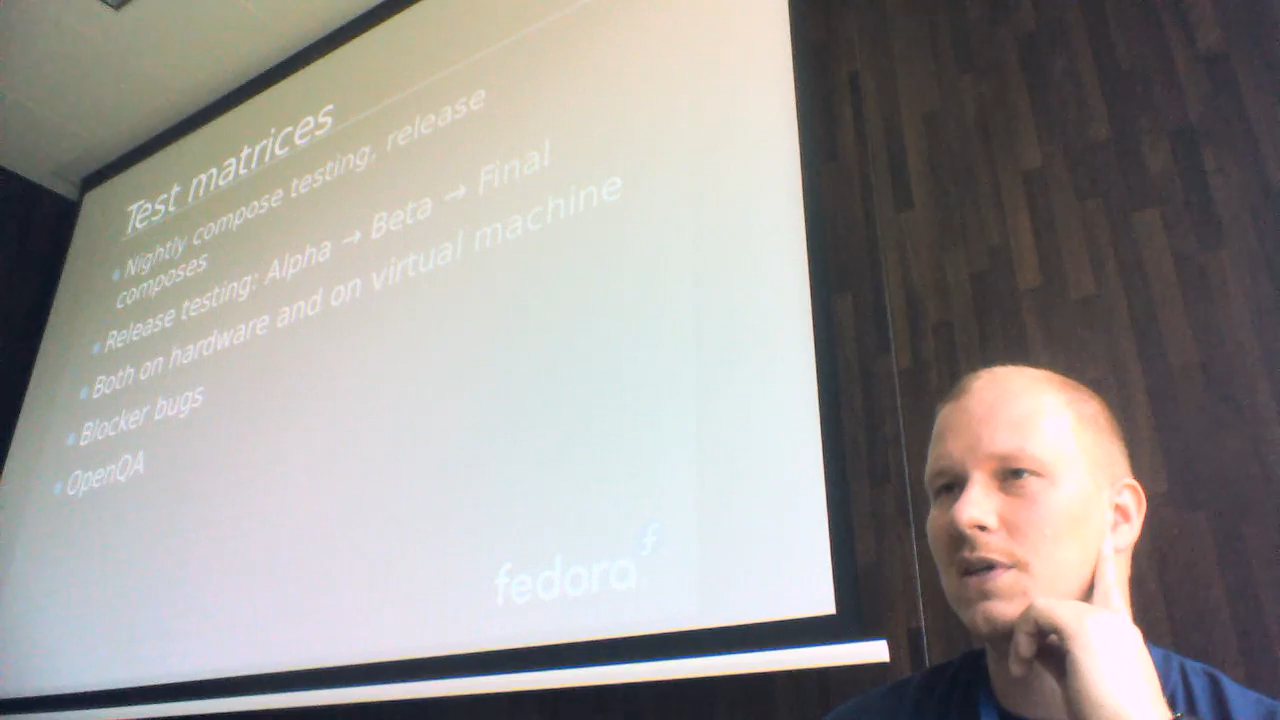 Test matrices
Nightly compose testing, release
composes
Release testing: Alpha → Beta → Final
Both on hardware and on virtual machine
Blocker bugs
OpenQA
fedora f